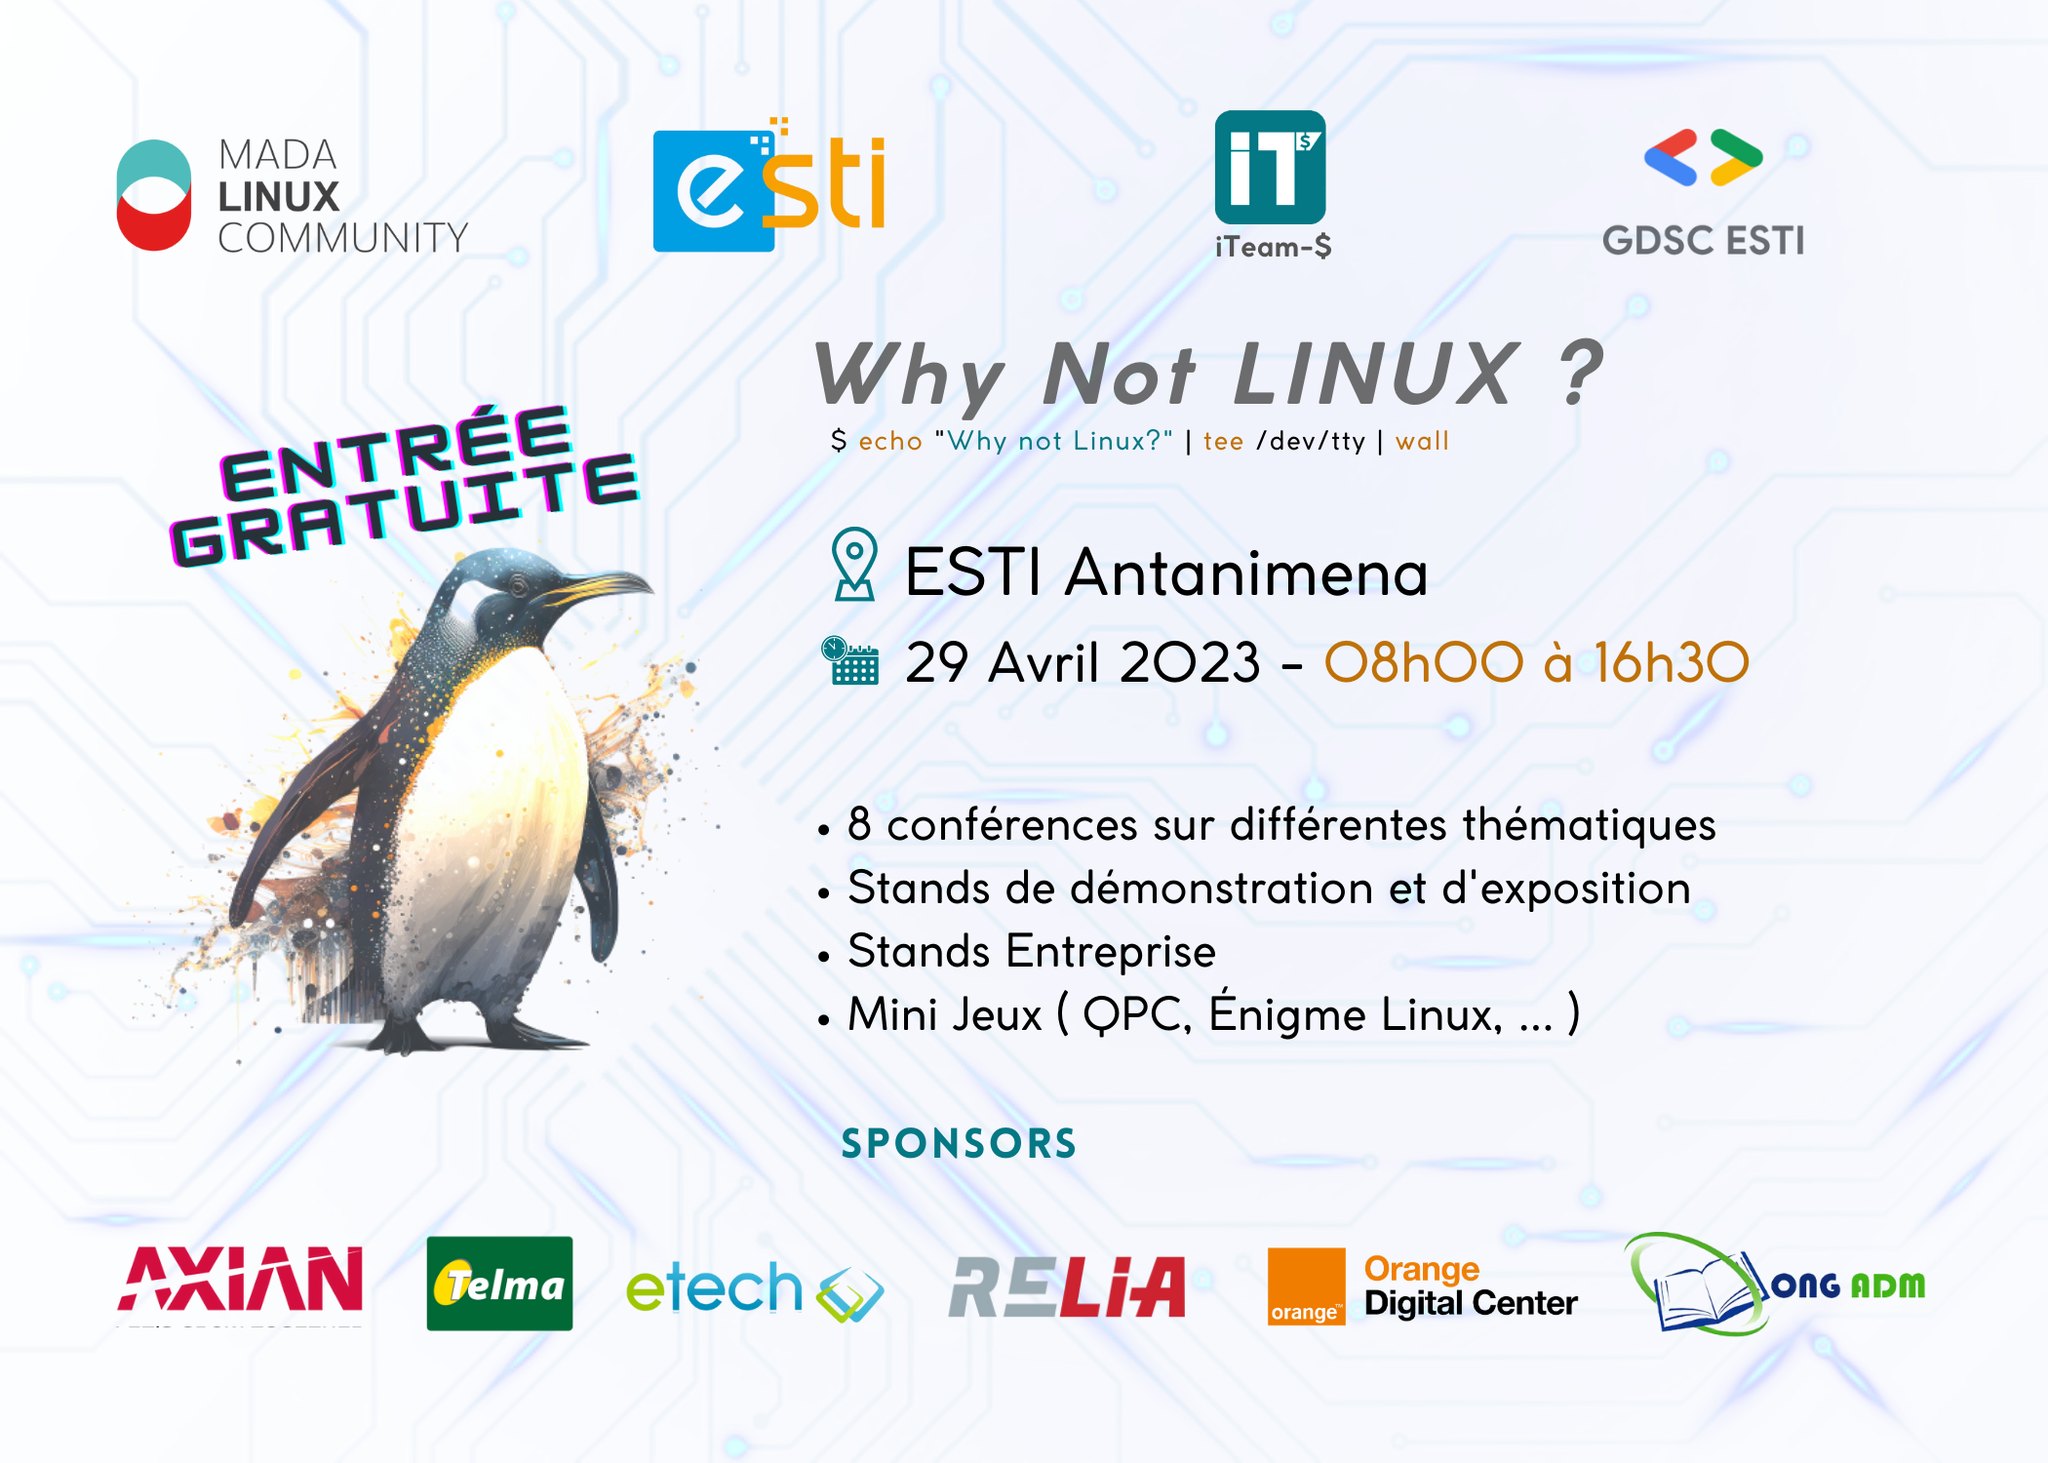 MADA
LINUX
COMMUNITY
esti
iT$
iTeam-$
GDSC ESTI
Why Not LINUX ?
$ echo "Why not Linux?" | tee /dev/tty | wall
ENTRÉE
GRATUITE
ESTI Antanimena
29 Avril 2023 - 08h00 à 16h30
• 8 conférences sur différentes thématiques
• Stands de démonstration et d'exposition
• Stands Entreprise
• Mini Jeux ( QPC, Énigme Linux, ... )
SPONSORS
AXIAN
Telma
etech
RELiA
orange™
Orange
Digital Center
ONG ADM